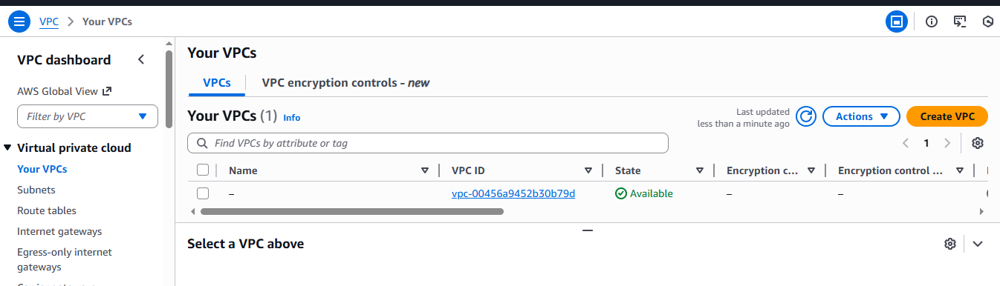 VPC > Your VPCs
VPC dashboard
AWS Global View
Filter by VPC
Virtual private cloud
Your VPCs
Subnets
Route tables
Internet gateways
Egress-only internet
gateways
Your VPCs
VPCs
VPC encryption controls - new
Your VPCs (1) Info
Last updated
less than a minute ago
Actions
Create VPC
Find VPCs by attribute or tag
1
Name VPC ID State Encryption c... Encryption control ...
– vpc-00456a9452b30b79d Available – –
Select a VPC above